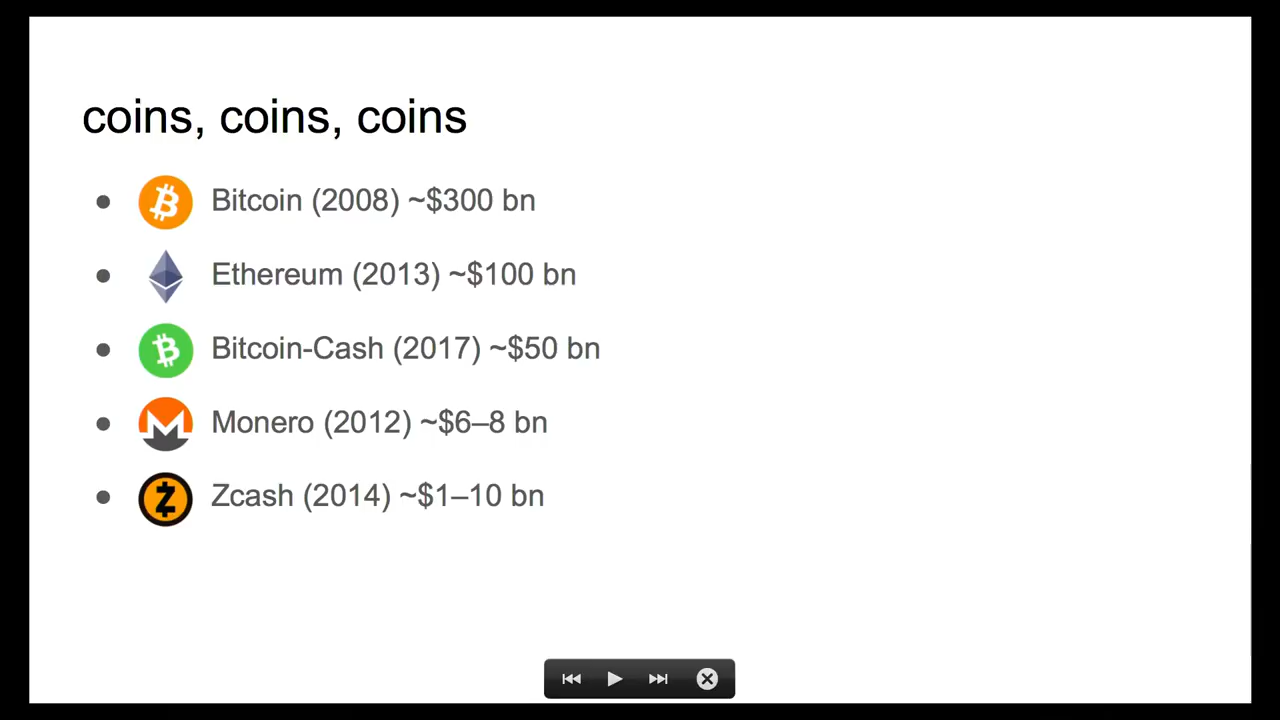 coins, coins, coins
● Bitcoin (2008) ~$300 bn
● Ethereum (2013) ~$100 bn
● Bitcoin-Cash (2017) ~$50 bn
● Monero (2012) ~$6–8 bn
● Zcash (2014) ~$1–10 bn